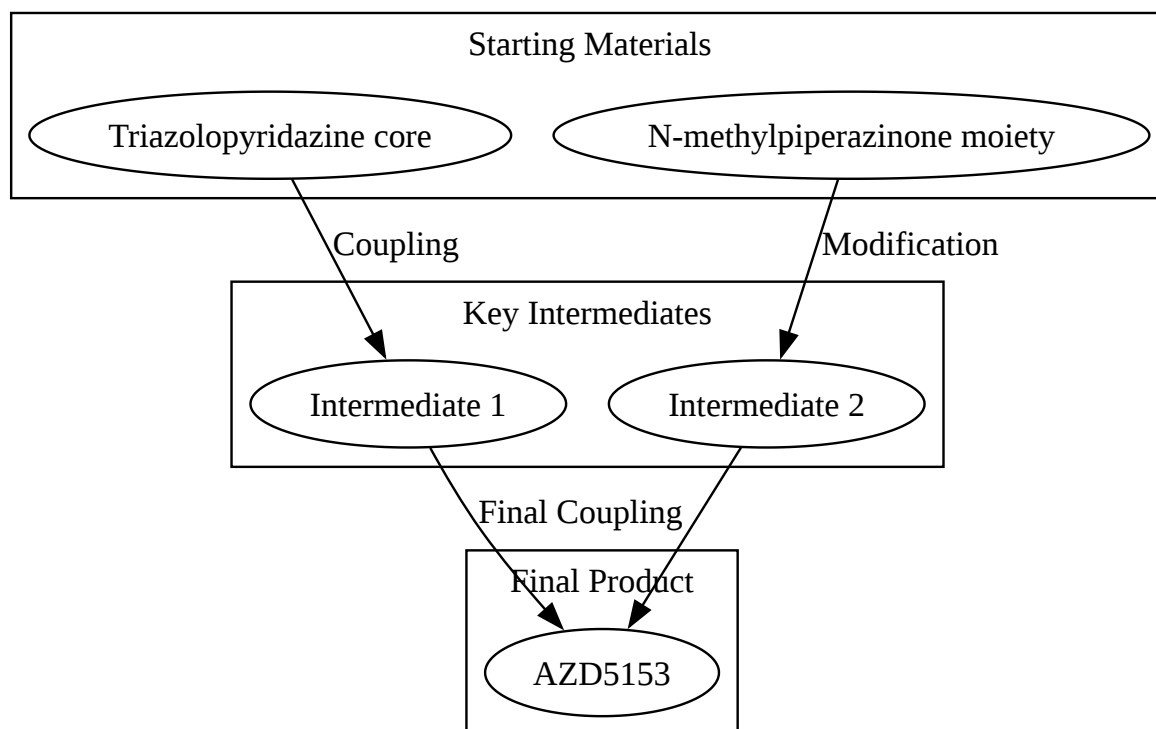 Starting Materials
Triazolopyridazine core
N-methylpiperazinone moiety
Coupling
Modification
Key Intermediates
Intermediate 1
Intermediate 2
Final Coupling
Final Product
AZD5153